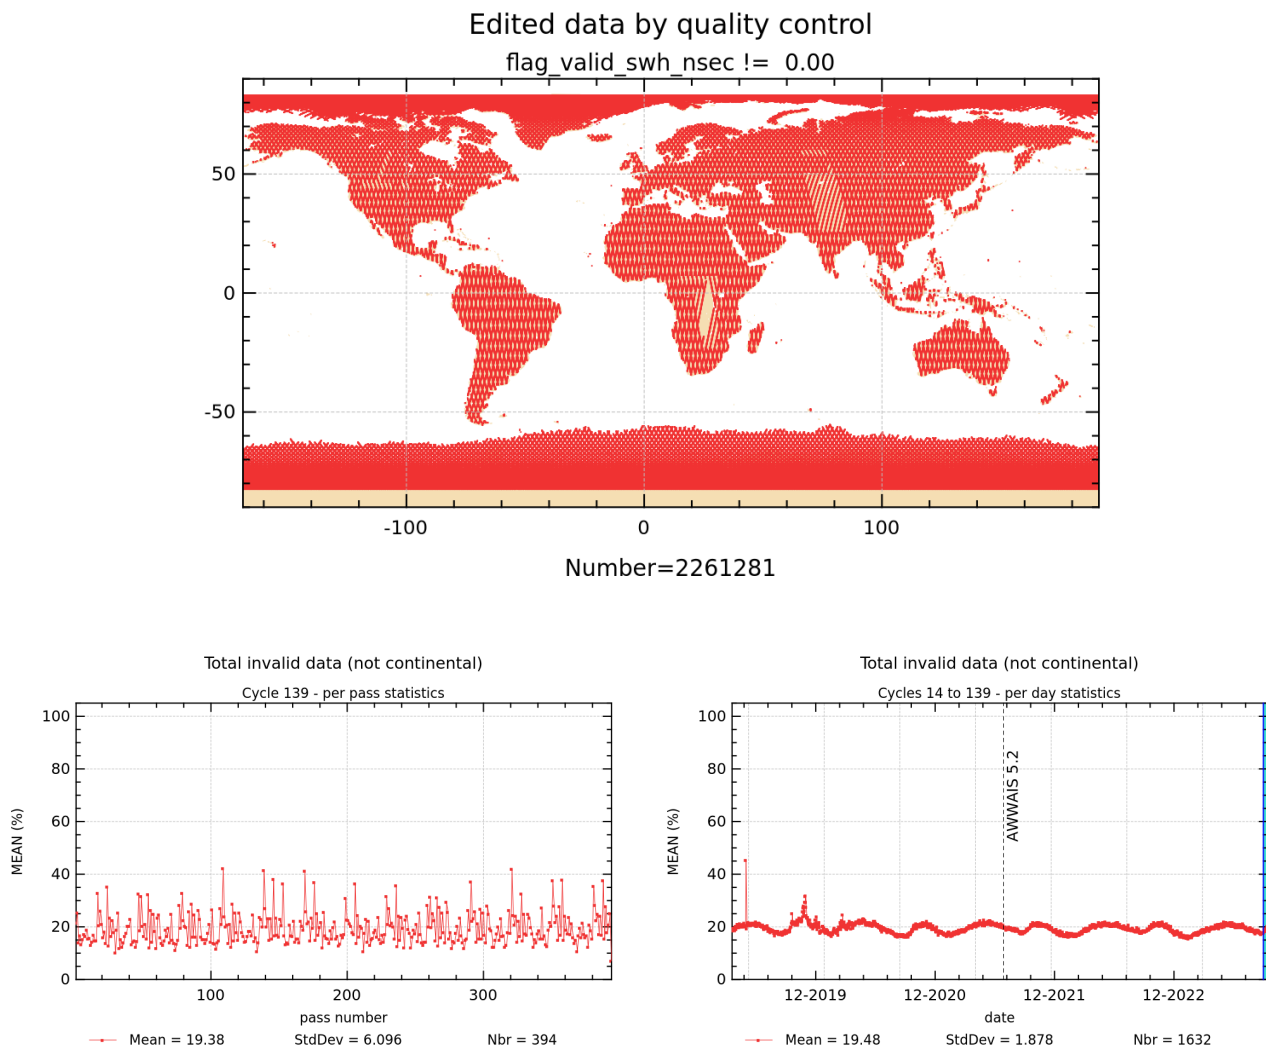 Edited data by quality control
flag_valid_swh_nsec !=  0.00
50
0
-50
-100
0
100
Number=2261281
Total invalid data (not continental)
Cycle 139 - per pass statistics
100
80
60
40
20
0
MEAN (%)
100
200
300
pass number
Mean = 19.38
StdDev = 6.096
Nbr = 394
Total invalid data (not continental)
Cycles 14 to 139 - per day statistics
100
80
60
40
20
0
MEAN (%)
AWWAIS 5.2
12-2019
12-2020
12-2021
12-2022
date
Mean = 19.48
StdDev = 1.878
Nbr = 1632